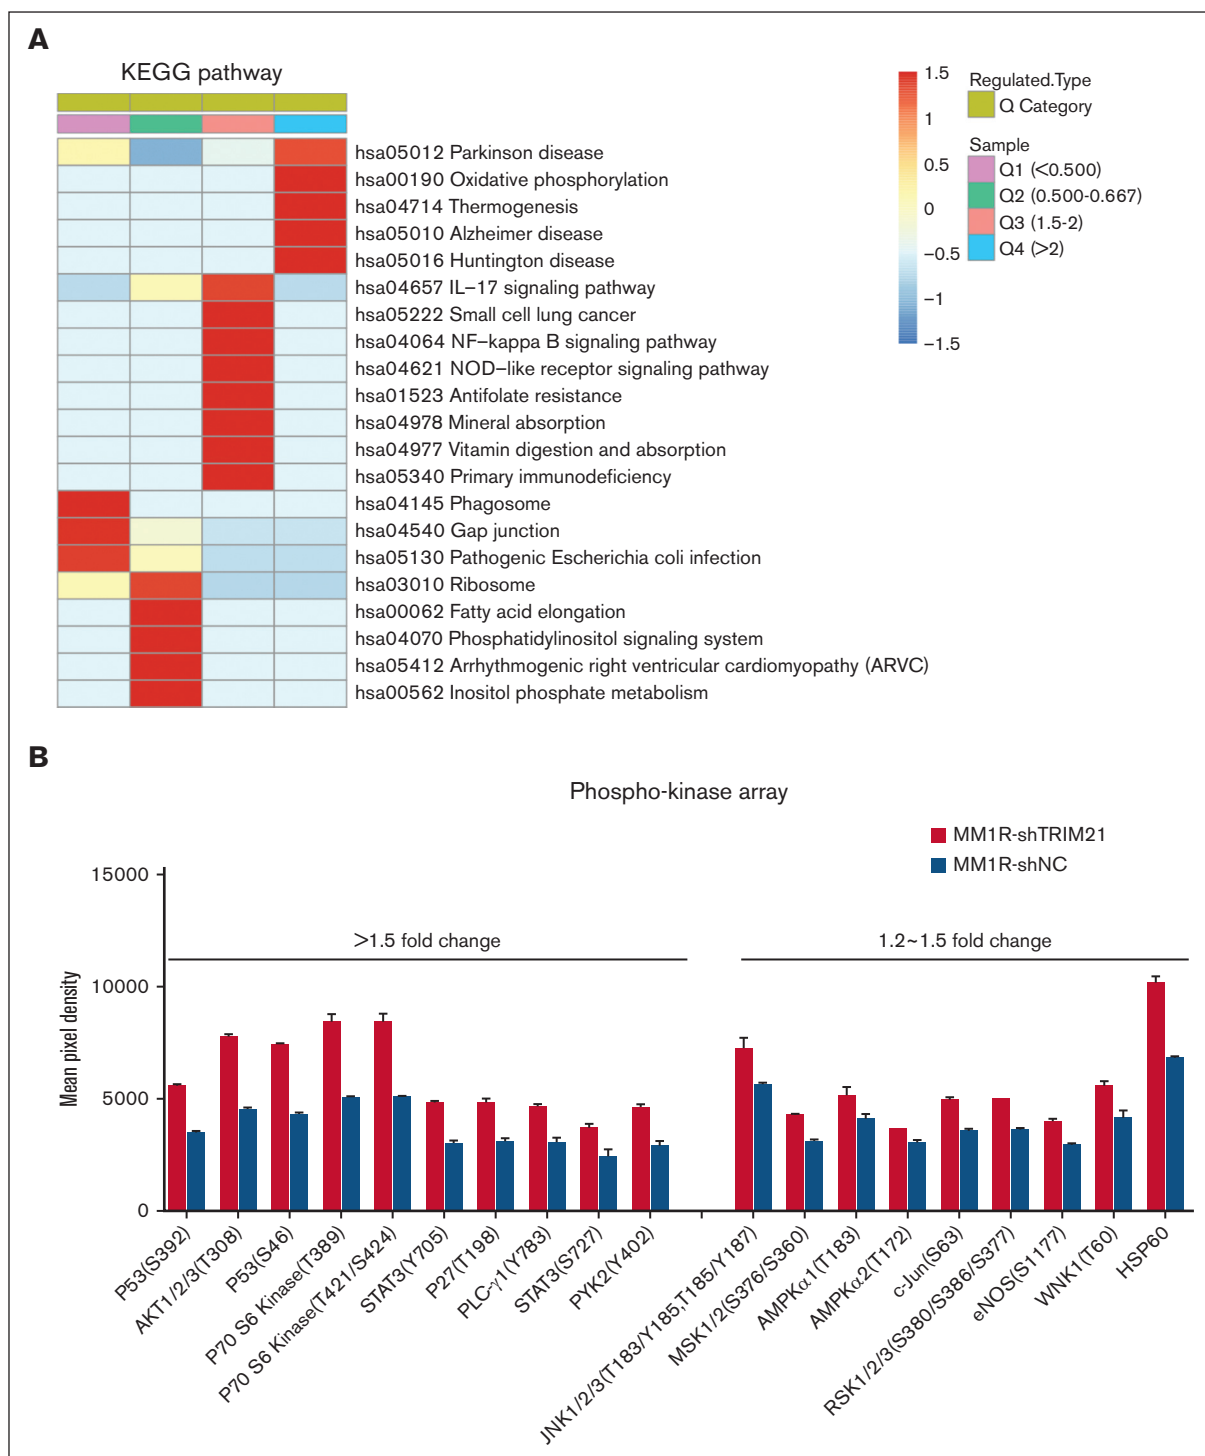 A
KEGG pathway
hsa05012 Parkinson disease
hsa00190 Oxidative phosphorylation
hsa04714 Thermogenesis
hsa05010 Alzheimer disease
hsa05016 Huntington disease
hsa04657 IL–17 signaling pathway
hsa05222 Small cell lung cancer
hsa04064 NF–kappa B signaling pathway
hsa04621 NOD–like receptor signaling pathway
hsa01523 Antifolate resistance
hsa04978 Mineral absorption
hsa04977 Vitamin digestion and absorption
hsa05340 Primary immunodeficiency
hsa04145 Phagosome
hsa04540 Gap junction
hsa05130 Pathogenic Escherichia coli infection
hsa03010 Ribosome
hsa00062 Fatty acid elongation
hsa04070 Phosphatidylinositol signaling system
hsa05412 Arrhythmogenic right ventricular cardiomyopathy (ARVC)
hsa00562 Inositol phosphate metabolism
1.5
1
0.5
0
−0.5
−1
−1.5
Regulated.Type
Q Category
Sample
Q1 (<0.500)
Q2 (0.500-0.667)
Q3 (1.5-2)
Q4 (>2)
B
Phospho-kinase array
MM1R-shTRIM21
MM1R-shNC
>1.5 fold change
1.2~1.5 fold change
Mean pixel density
15000
10000
5000
0
P53(S392)
AKT1/2/3(T308)
P53(S46)
P70 S6 Kinase(T389)
P70 S6 Kinase(T421/S424)
STAT3(Y705)
P27(T198)
PLC-γ1(Y783)
STAT3(S727)
PYK2(Y402)
JNK1/2/3(T183/Y185,T185/Y187)
MSK1/2(S376/S360)
AMPKα1(T183)
AMPKα2(T172)
c-Jun(S63)
RSK1/2/3(S380/S386/S377)
eNOS(S1177)
WNK1(T60)
HSP60